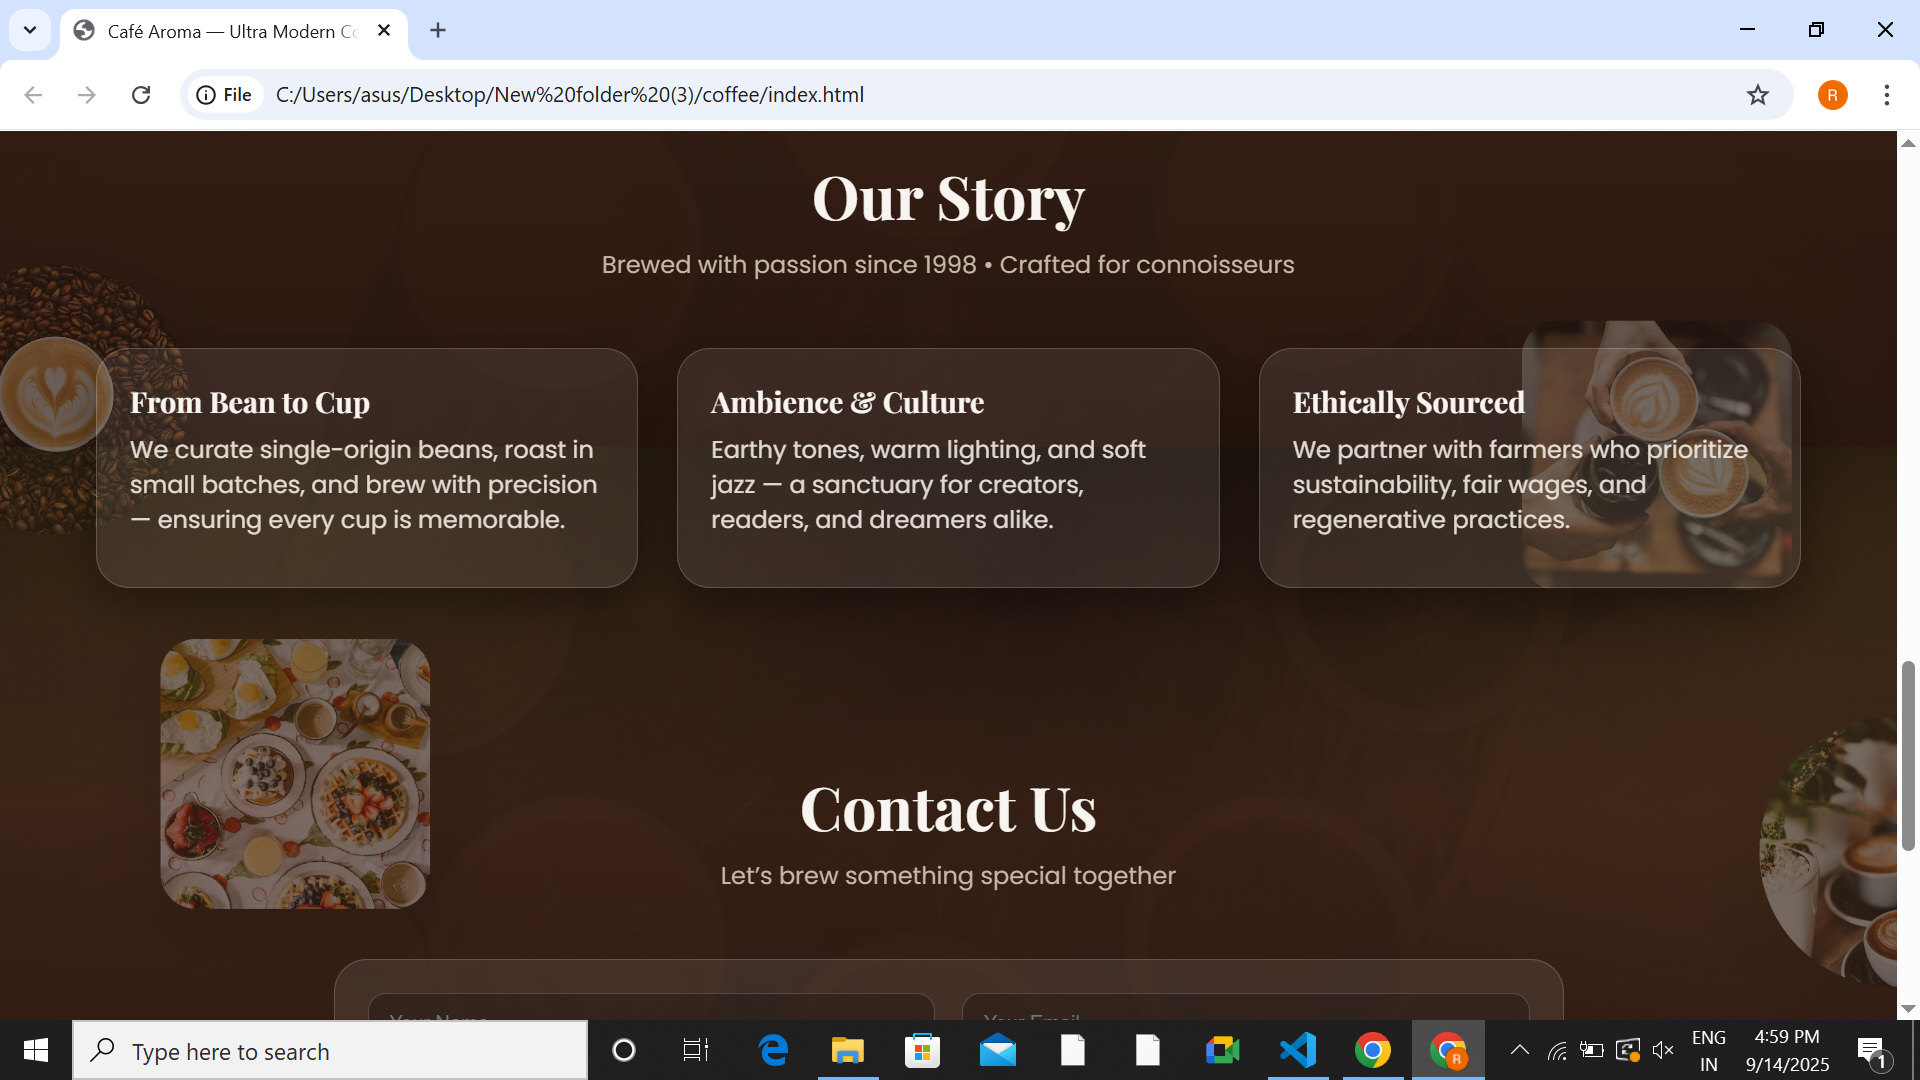 Café Aroma — Ultra Modern Co
File
C:/Users/asus/Desktop/New%20folder%20(3)/coffee/index.html
R
Our Story
Brewed with passion since 1998 • Crafted for connoisseurs
From Bean to Cup
We curate single-origin beans, roast in
small batches, and brew with precision
— ensuring every cup is memorable.
Ambience & Culture
Earthy tones, warm lighting, and soft
jazz — a sanctuary for creators,
readers, and dreamers alike.
Ethically Sourced
We partner with farmers who prioritize
sustainability, fair wages, and
regenerative practices.
Contact Us
Let’s brew something special together
Your Name
Your Email
Type here to search
R
ENG
IN
4:59 PM
9/14/2025
1